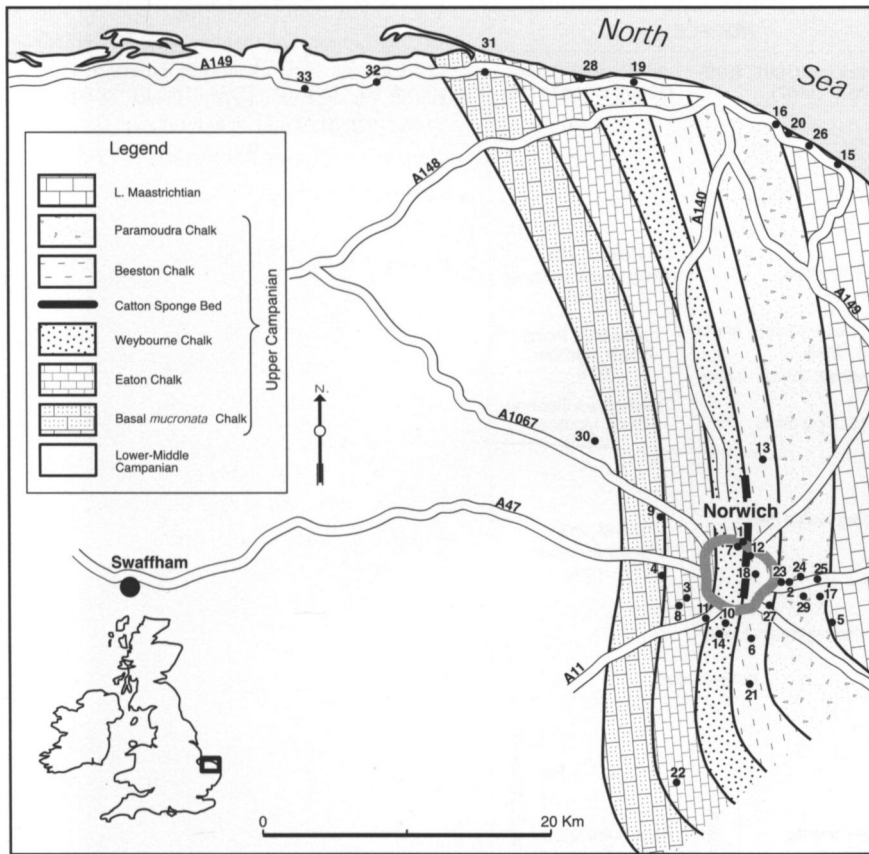 North
Sea
A149
33
32
31
28
19
16
20
26
15
Legend
L. Maastrichtian
Paramoudra Chalk
Beeston Chalk
Catton Sponge Bed
Weybourne Chalk
Eaton Chalk
Basal mucronata Chalk
Lower-Middle
Campanian
Upper Campanian
A148
A140
A149
N.
A1067
30
13
A47
9
Norwich
1
7
12
Swaffham
4
18
23
24
25
2
3
8
29
17
11
10
27
5
14
6
A11
21
22
0
20 Km